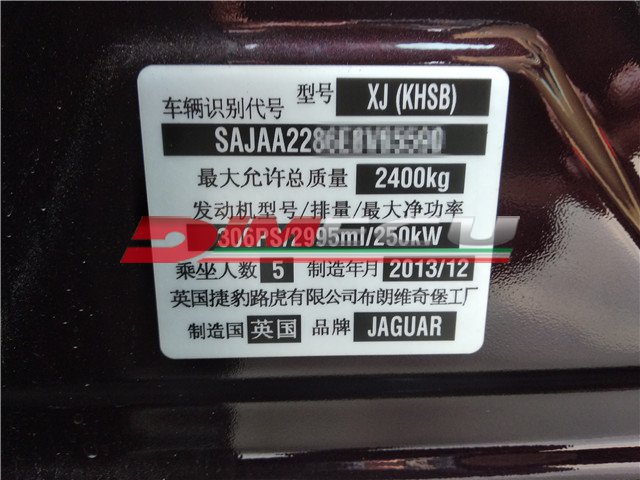 型号 XJ (KHSB)
车辆识别代号
SAJAA228
最大允许总质量 2400kg
发动机型号/排量/最大净功率
306PS/2995ml/250kW
乘坐人数 5 制造年月 2013/12
英国捷豹路虎有限公司布朗维奇堡工厂
制造国 英国 品牌 JAGUAR